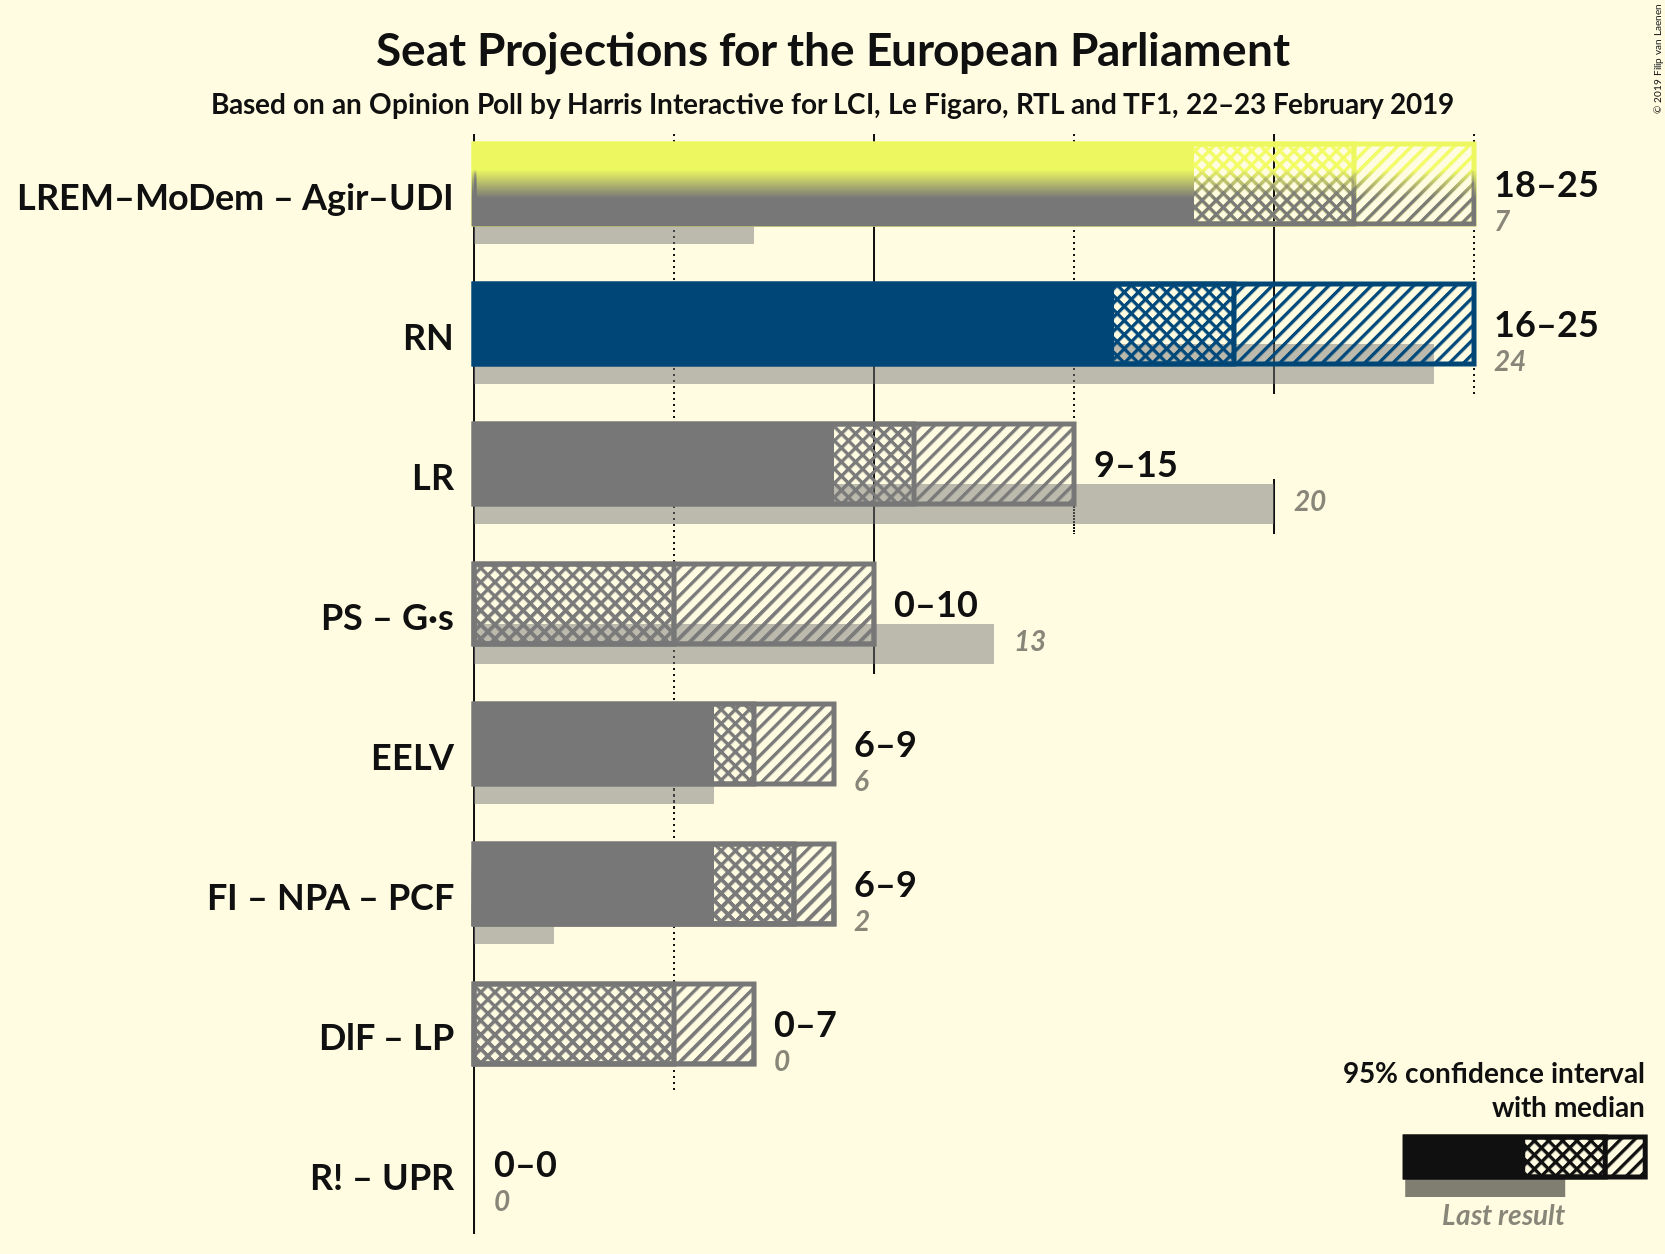 Seat Projections for the European Parliament
Based on an Opinion Poll by Harris Interactive for LCI, Le Figaro, RTL and TF1, 22–23 February 2019
© 2019 Filip van Laenen
LREM–MoDem – Agir–UDI
18–25
7
RN
16–25
24
LR
9–15
20
PS – G·s
0–10
13
EELV
6–9
6
FI – NPA – PCF
6–9
2
DlF – LP
0–7
0
R! – UPR
0–0
0
95% confidence interval
with median
Last result